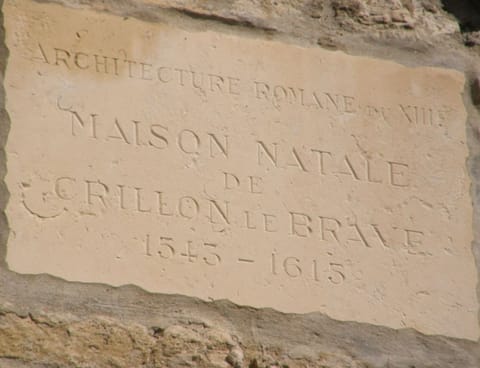 ARCHITECTURE ROMANE DU XIIIE
MAISON NATALE
DE
CRILLON LE BRAVE
1543 - 1615